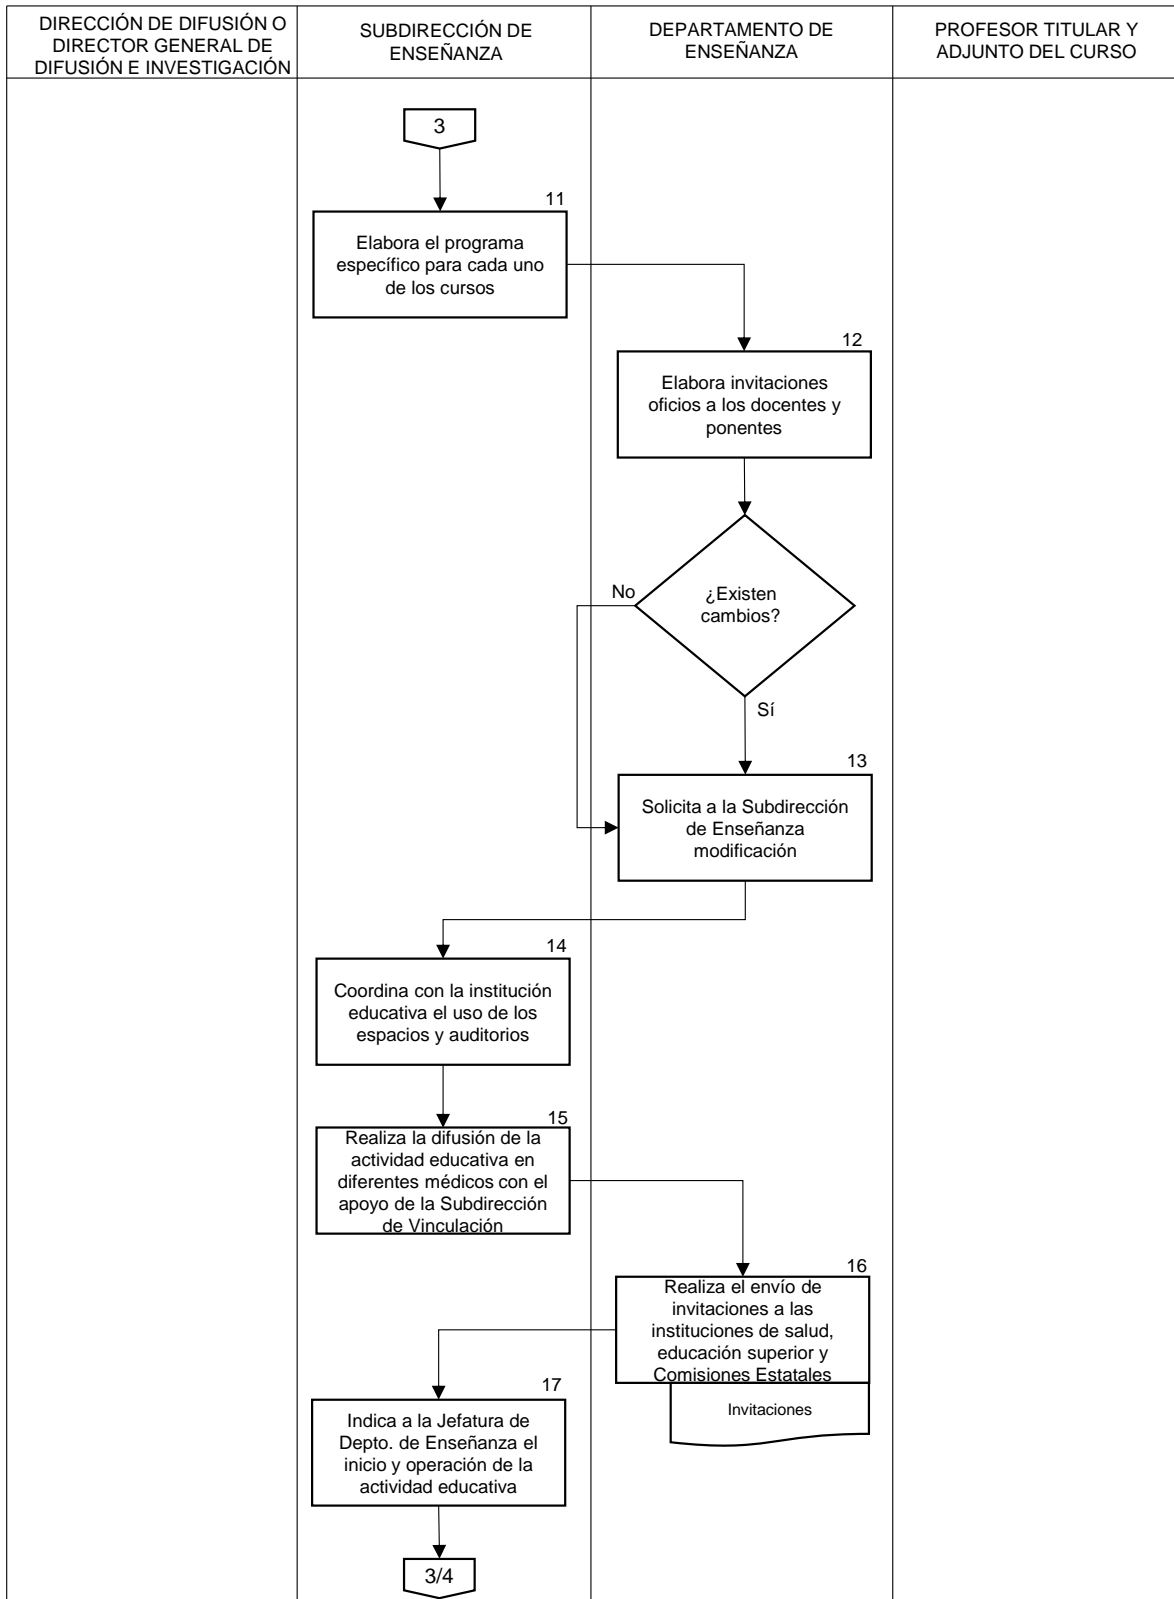 DIRECCIÓN DE DIFUSIÓN O
DIRECTOR GENERAL DE
DIFUSIÓN E INVESTIGACIÓN
SUBDIRECCIÓN DE
ENSEÑANZA
DEPARTAMENTO DE
ENSEÑANZA
PROFESOR TITULAR Y
ADJUNTO DEL CURSO
3
11
Elabora el programa
específico para cada uno
de los cursos
12
Elabora invitaciones
oficios a los docentes y
ponentes
¿Existen
cambios?
No
Sí
13
Solicita a la Subdirección
de Enseñanza
modificación
14
Coordina con la institución
educativa el uso de los
espacios y auditorios
15
Realiza la difusión de la
actividad educativa en
diferentes médicos con el
apoyo de la Subdirección
de Vinculación
16
Realiza el envío de
invitaciones a las
instituciones de salud,
educación superior y
Comisiones Estatales
Invitaciones
17
Indica a la Jefatura de
Depto. de Enseñanza el
inicio y operación de la
actividad educativa
3/4